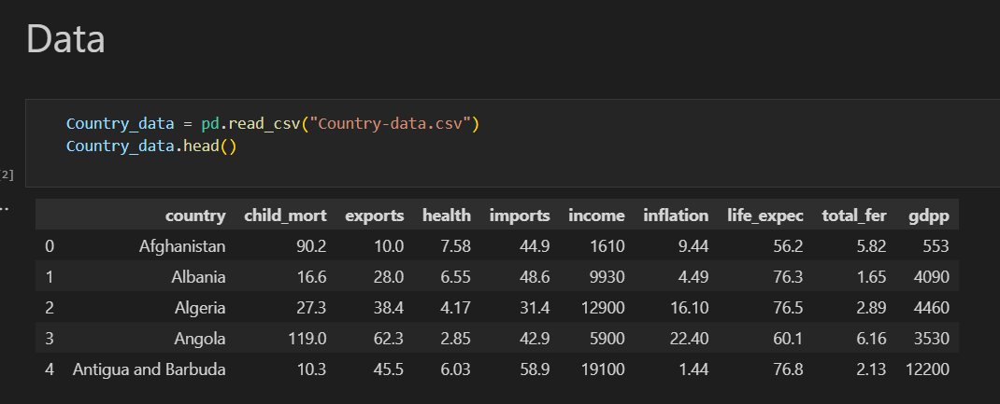 Data
Country_data = pd.read_csv("Country-data.csv")
Country_data.head()
2]
..
country child_mort exports health imports income inflation life_expec total_fer gdpp
0 Afghanistan 90.2 10.0 7.58 44.9 1610 9.44 56.2 5.82 553
1 Albania 16.6 28.0 6.55 48.6 9930 4.49 76.3 1.65 4090
2 Algeria 27.3 38.4 4.17 31.4 12900 16.10 76.5 2.89 4460
3 Angola 119.0 62.3 2.85 42.9 5900 22.40 60.1 6.16 3530
4 Antigua and Barbuda 10.3 45.5 6.03 58.9 19100 1.44 76.8 2.13 12200